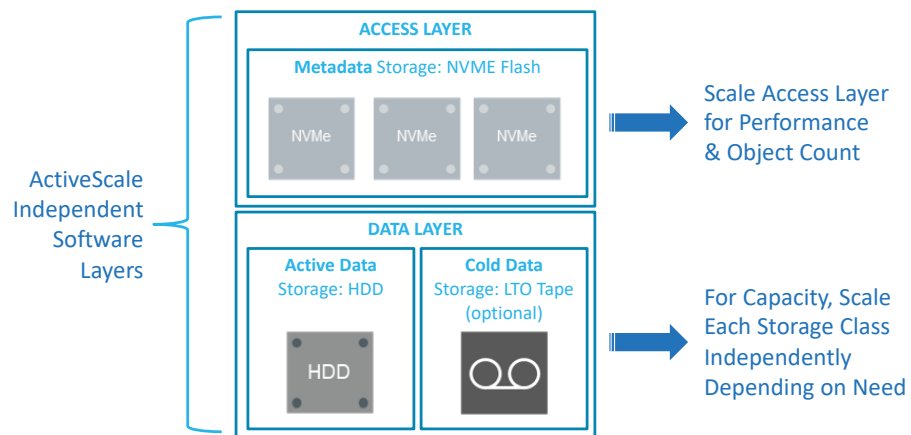 ACCESS LAYER
Metadata Storage: NVME Flash
NVMe
NVMe
NVMe
Scale Access Layer
for Performance
& Object Count
ActiveScale
Independent
Software
Layers
DATA LAYER
Active Data
Storage: HDD
HDD
Cold Data
Storage: LTO Tape
(optional)
For Capacity, Scale
Each Storage Class
Independently
Depending on Need